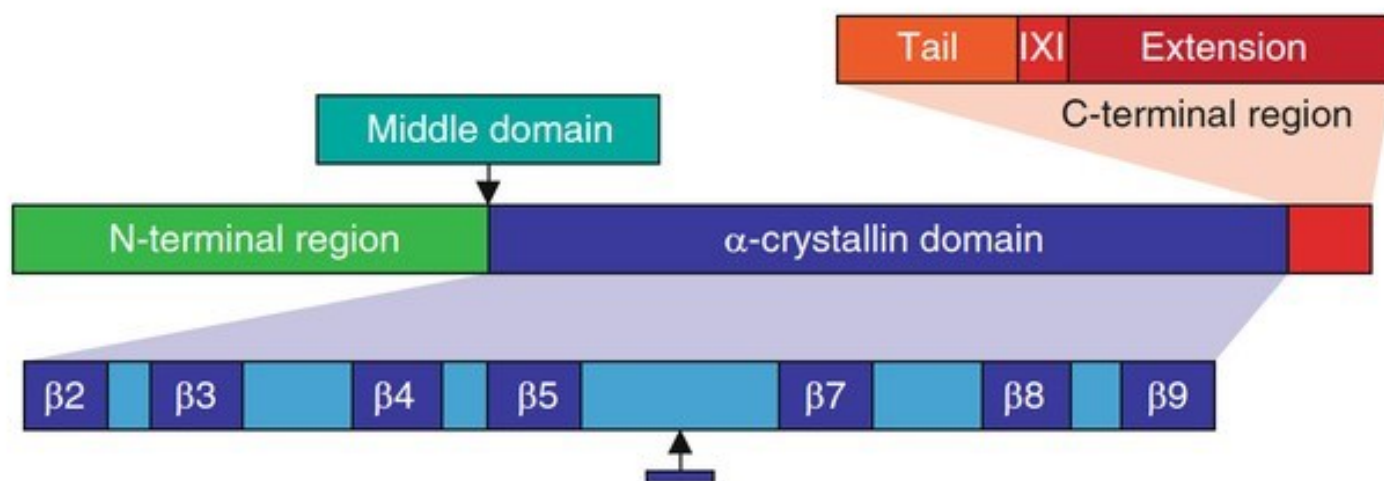 Tail IXI Extension
C-terminal region
Middle domain
N-terminal region α-crystallin domain
β2 β3 β4 β5 β7 β8 β9